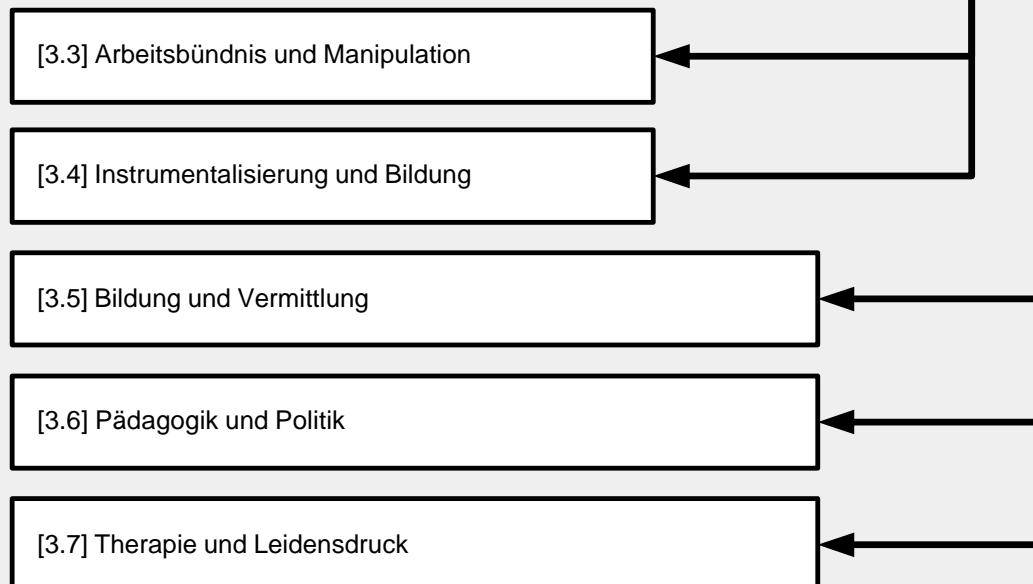 [3.3] Arbeitsbündnis und Manipulation
[3.4] Instrumentalisierung und Bildung
[3.5] Bildung und Vermittlung
[3.6] Pädagogik und Politik
[3.7] Therapie und Leidensdruck